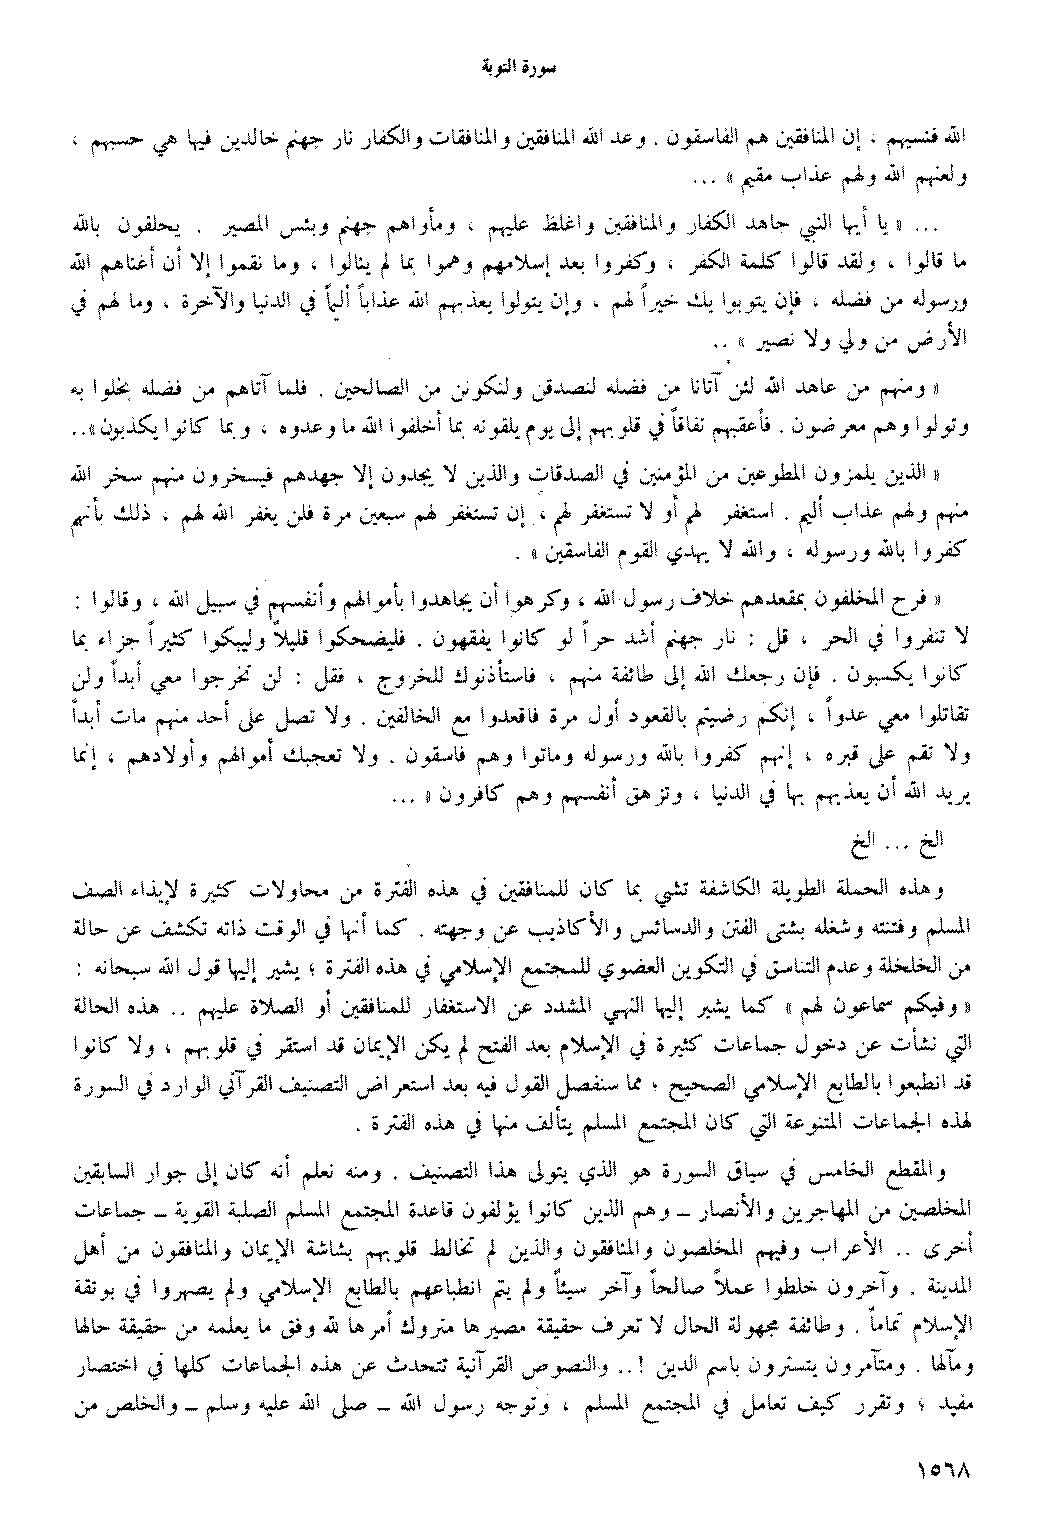 سورة التوبة
الله فنسيهم ، إن المنافقين هم الفاسقون . وعد الله المنافقين والمنافقات والكفار نار جهنم خالدين فيها هي حسبهم ،
ولعنهم الله ولهم عذاب مقيم » ...
... « يا أيها النبي جاهد الكفار والمنافقين واغلظ عليهم ، ومأواهم جهنم وبئس المصير . يحلفون بالله
ما قالوا ، ولقد قالوا كلمة الكفر ، وكفروا بعد إسلامهم وهموا بما لم ينالوا ، وما نقموا إلا أن أغناهم الله
ورسوله من فضله ، فإن يتوبوا يك خيراً لهم ، وإن يتولوا يعذبهم الله عذاباً أليماً في الدنيا والآخرة ، وما لهم في
الأرض من ولي ولا نصير » ..
« ومنهم من عاهد الله لئن آتانا من فضله لنصدقن ولنكونن من الصالحين . فلما آتاهم من فضله بخلوا به
وتولوا وهم معرضون . فأعقبهم نفاقاً في قلوبهم إلى يوم يلقونه بما أخلفوا الله ما وعدوه ، وبما كانوا يكذبون»..
« الذين يلمزون المطوعين من المؤمنين في الصدقات والذين لا يجدون إلا جهدهم فيسخرون منهم سخر الله
منهم ولهم عذاب أليم . استغفر لهم أو لا تستغفر لهم ، إن تستغفر لهم سبعين مرة فلن يغفر الله لهم ، ذلك بأنهم
كفروا بالله ورسوله ، والله لا يهدي القوم الفاسقين » .
« فرح المخلفون بمقعدهم خلاف رسول الله ، وكرهوا أن يجاهدوا بأموالهم وأنفسهم في سبيل الله ، وقالوا :
لا تنفروا في الحر ، قل : نار جهنم أشد حراً لو كانوا يفقهون . فليضحكوا قليلاً وليبكوا كثيراً جزاء بما
كانوا يكسبون . فإن رجعك الله إلى طائفة منهم ، فاستأذنوك للخروج ، فقل : لن تخرجوا معي أبداً ولن
تقاتلوا معي عدواً ، إنكم رضيتم بالقعود أول مرة فاقعدوا مع الخالفين . ولا تصل على أحد منهم مات أبداً
ولا تقم على قبره ، إنهم كفروا بالله ورسوله وماتوا وهم فاسقون . ولا تعجبك أموالهم وأولادهم ، إنما
يريد الله أن يعذبهم بها في الدنيا ، وتزهق أنفسهم وهم كافرون » ...
الخ ... الخ
وهذه الحملة الطويلة الكاشفة تشي بما كان للمنافقين في هذه الفترة من محاولات كثيرة لإيذاء الصف
المسلم وفتنته وشغله بشتى الفتن والدسائس والأكاذيب عن وجهته . كما أنها في الوقت ذاته تكشف عن حالة
من الخلخلة وعدم التناسق في التكوين العضوي للمجتمع الإسلامي في هذه الفترة ؛ يشير إليها قول الله سبحانه :
« وفيكم سماعون لهم » كما يشير إليها النهي المشدد عن الاستغفار للمنافقين أو الصلاة عليهم .. هذه الحالة
التي نشأت عن دخول جماعات كثيرة في الإسلام بعد الفتح لم يكن الإيمان قد استقر في قلوبهم ، ولا كانوا
قد انطبعوا بالطابع الإسلامي الصحيح ؛ مما سنفصل القول فيه بعد استعراض التصنيف القرآني الوارد في السورة
لهذه الجماعات المتنوعة التي كان المجتمع المسلم يتألف منها في هذه الفترة .
والمقطع الخامس في سياق السورة هو الذي يتولى هذا التصنيف . ومنه نعلم أنه كان إلى جوار السابقين
المخلصين من المهاجرين والأنصار – وهم الذين كانوا يؤلفون قاعدة المجتمع المسلم الصلبة القوية – جماعات
أخرى .. الأعراب وفيهم المخلصون والمنافقون والذين لم تخالط قلوبهم بشاشة الإيمان والمنافقون من أهل
المدينة . وآخرون خلطوا عملاً صالحاً وآخر سيئاً ولم يتم انطباعهم بالطابع الإسلامي ولم يصهروا في بوتقة
الإسلام تماماً . وطائفة مجهولة الحال لا تعرف حقيقة مصيرها متروك أمرها لله وفق ما يعلمه من حقيقة حالها
ومآلها . ومتآمرون يتسترون باسم الدين !.. والنصوص القرآنية تتحدث عن هذه الجماعات كلها في اختصار
مفيد ؛ وتقرر كيف تعامل في المجتمع المسلم ، وتوجه رسول الله – صلى الله عليه وسلم – والخلص من
١٥٦٨